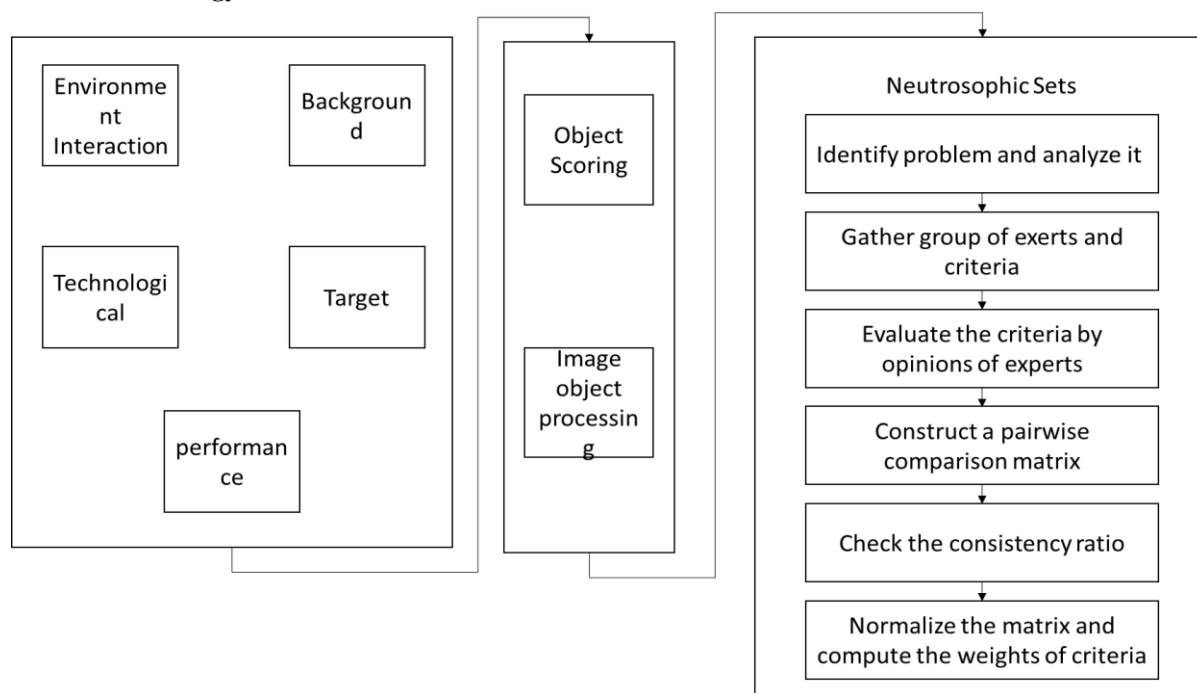 Environme
nt
Interaction
Backgroun
d
Technologi
cal
Target
performan
ce
Object
Scoring
Image
object
processin
g
Neutrosophic Sets
Identify problem and analyze it
Gather group of exerts and
criteria
Evaluate the criteria by
opinions of experts
Construct a pairwise
comparison matrix
Check the consistency ratio
Normalize the matrix and
compute the weights of criteria